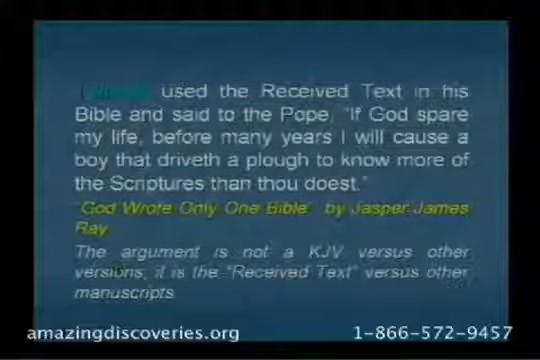 used the Received Text in his
Bible and said to the Pope, "If God spare
my life, before many years I will cause a
boy that driveth a plough to know more of
the Scriptures than thou doest."
"God Wrote Only One Bible" by Jasper James
Ray
The argument is not a KJV versus other
versions, it is the "Received Text" versus other
manuscripts
amazingdiscoveries.org 1-866-572-9457